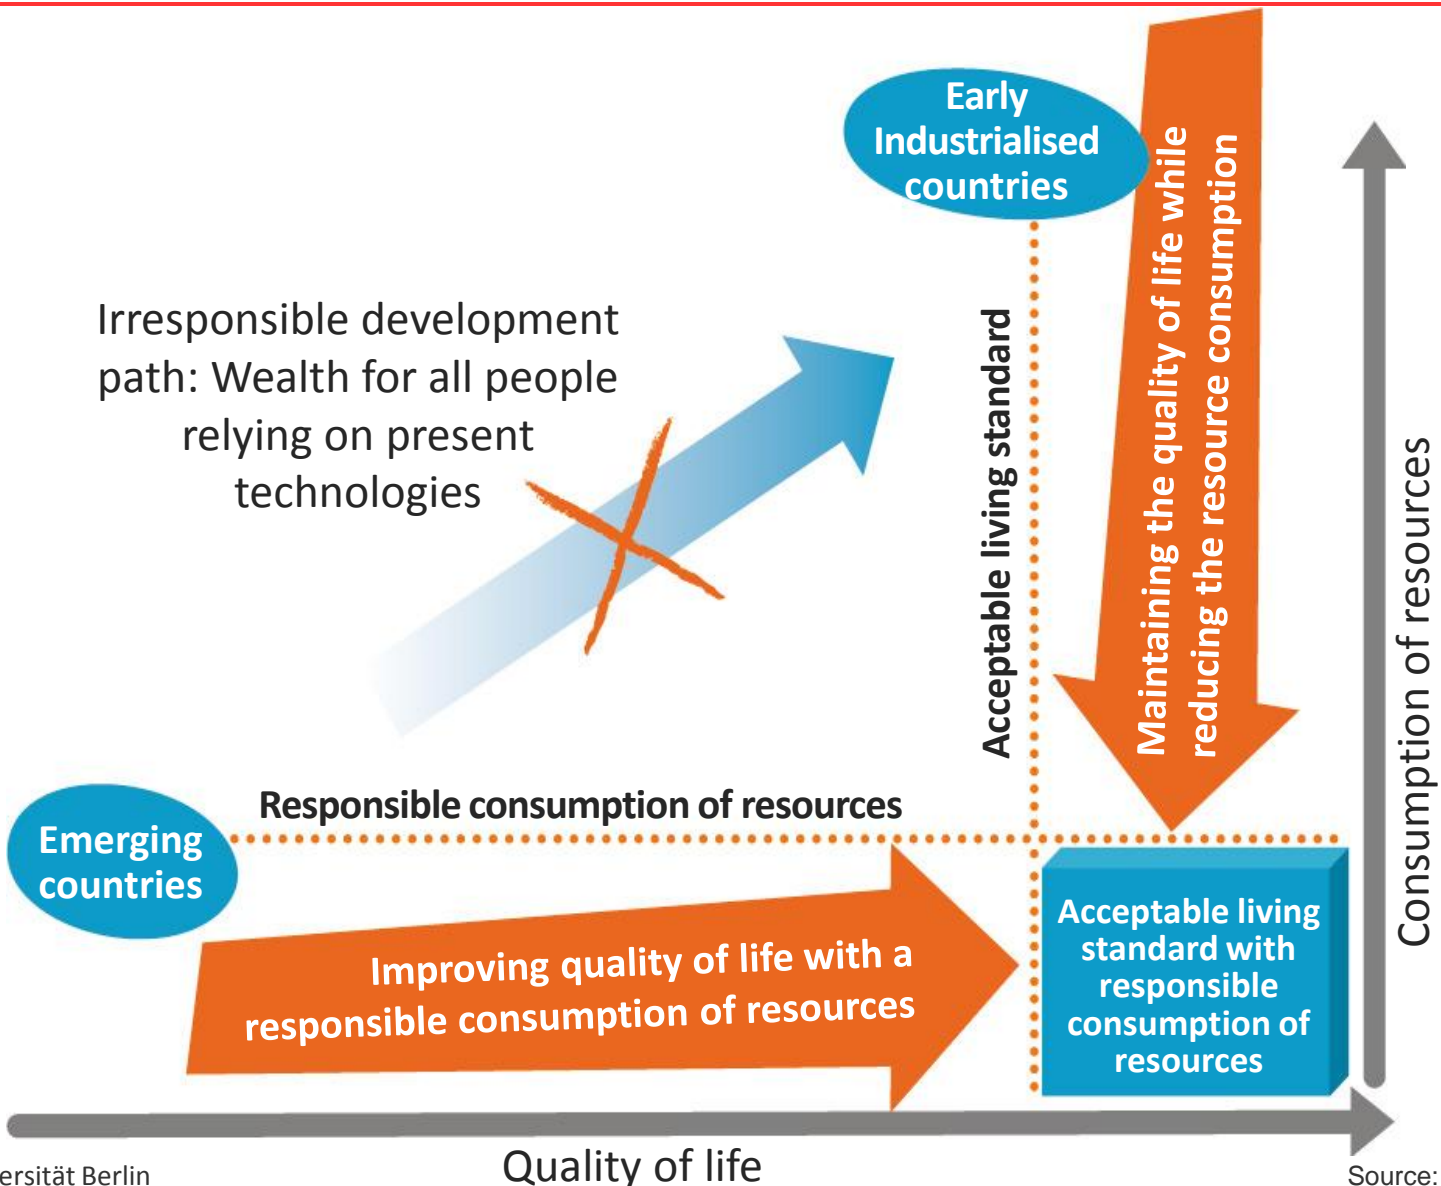 Early
Industrialised
countries
Maintaining the quality of life while
reducing the resource consumption
Irresponsible development
path: Wealth for all people
relying on present
technologies
Acceptable living standard
Consumption of resources
Responsible consumption of resources
Emerging
countries
Improving quality of life with a
responsible consumption of resources
Acceptable living
standard with
responsible
consumption of
resources
Quality of life
ersität Berlin
Source: